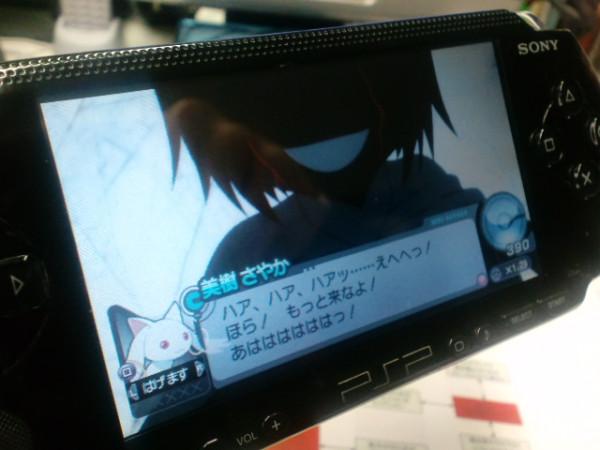 SONY
美樹 さやか
ハア、ハア、ハアッ……えへへっ！
ほら！ もっと来なよ！
あはははははっ！
390
×1.25
はげます
PSP
VOL
SELECT
START